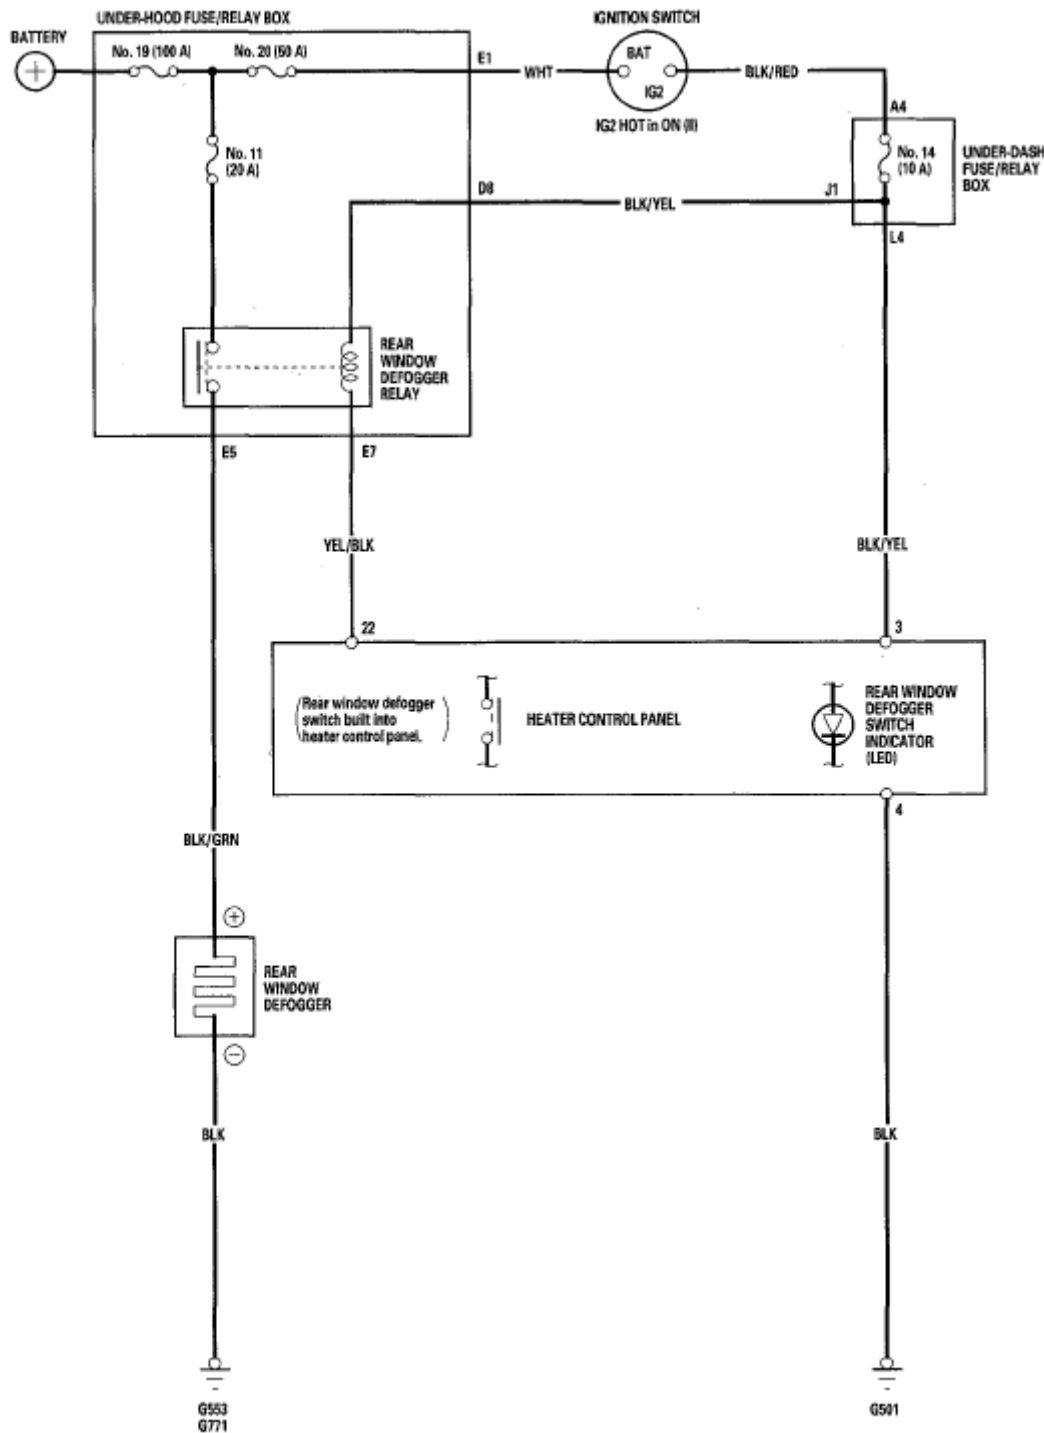 UNDER-HOOD FUSE/RELAY BOX
IGNITION SWITCH
BATTERY
No. 19 (100 A)
No. 20 (50 A)
E1
WHT
BAT
IG2
BLK/RED
IG2 HOT in ON (II)
A4
No. 11
(20 A)
No. 14
(10 A)
UNDER-DASH
FUSE/RELAY
BOX
D8
BLK/YEL
J1
L4
REAR
WINDOW
DEFOGGER
RELAY
E5
E7
YEL/BLK
BLK/YEL
22
3
(Rear window defogger
switch built into
heater control panel.)
HEATER CONTROL PANEL
REAR WINDOW
DEFOGGER
SWITCH
INDICATOR
(LED)
4
BLK/GRN
+
REAR
WINDOW
DEFOGGER
−
BLK
BLK
G553
G771
G501